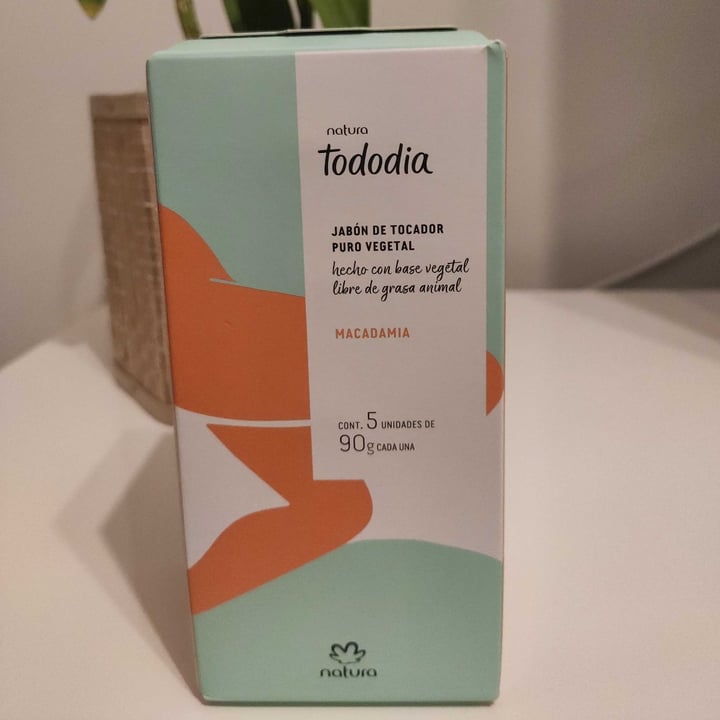 natura
Tododia
JABÓN DE TOCADOR
PURO VEGETAL
hecho con base vegetal
libre de grasa animal
MACADAMIA
CONT. 5 UNIDADES DE
90g CADA UNA
natura